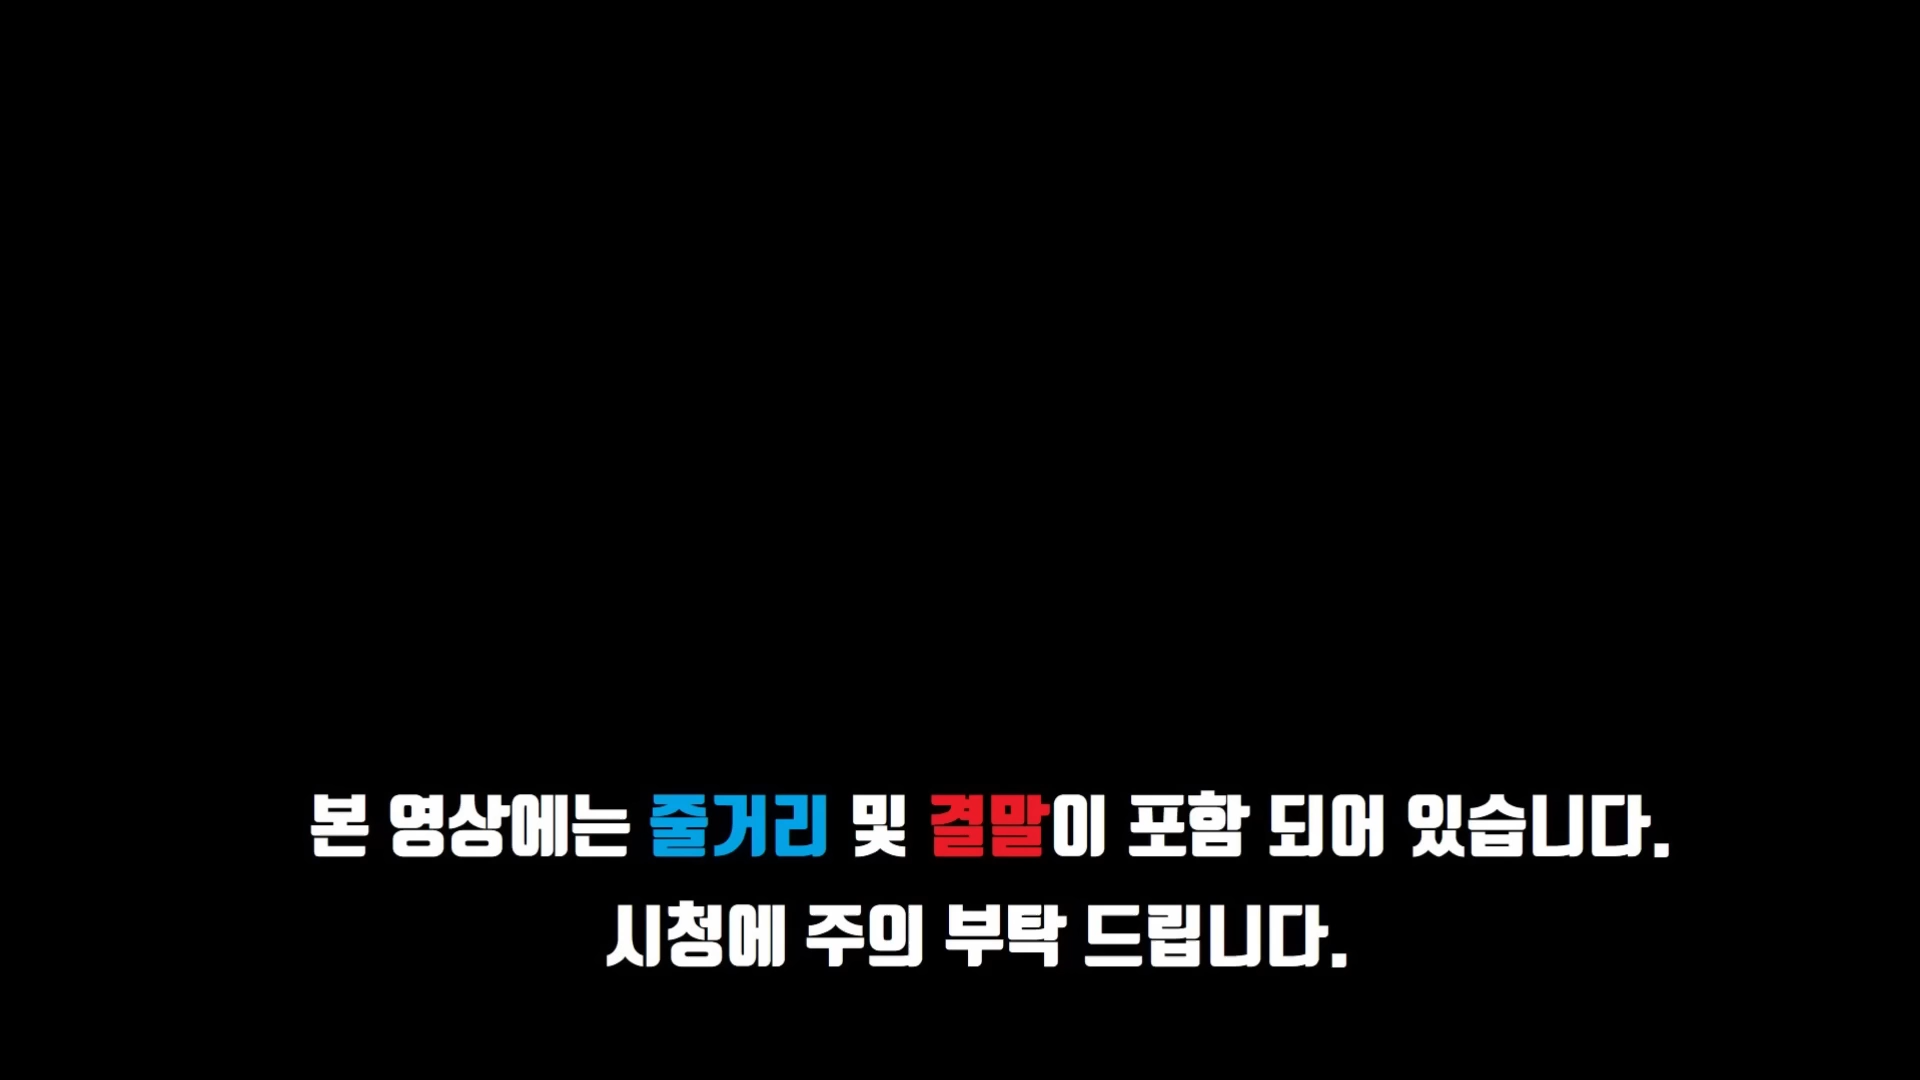 본 영상에는 줄거리 및 결말이 포함 되어 있습니다.
시청에 주의 부탁 드립니다.